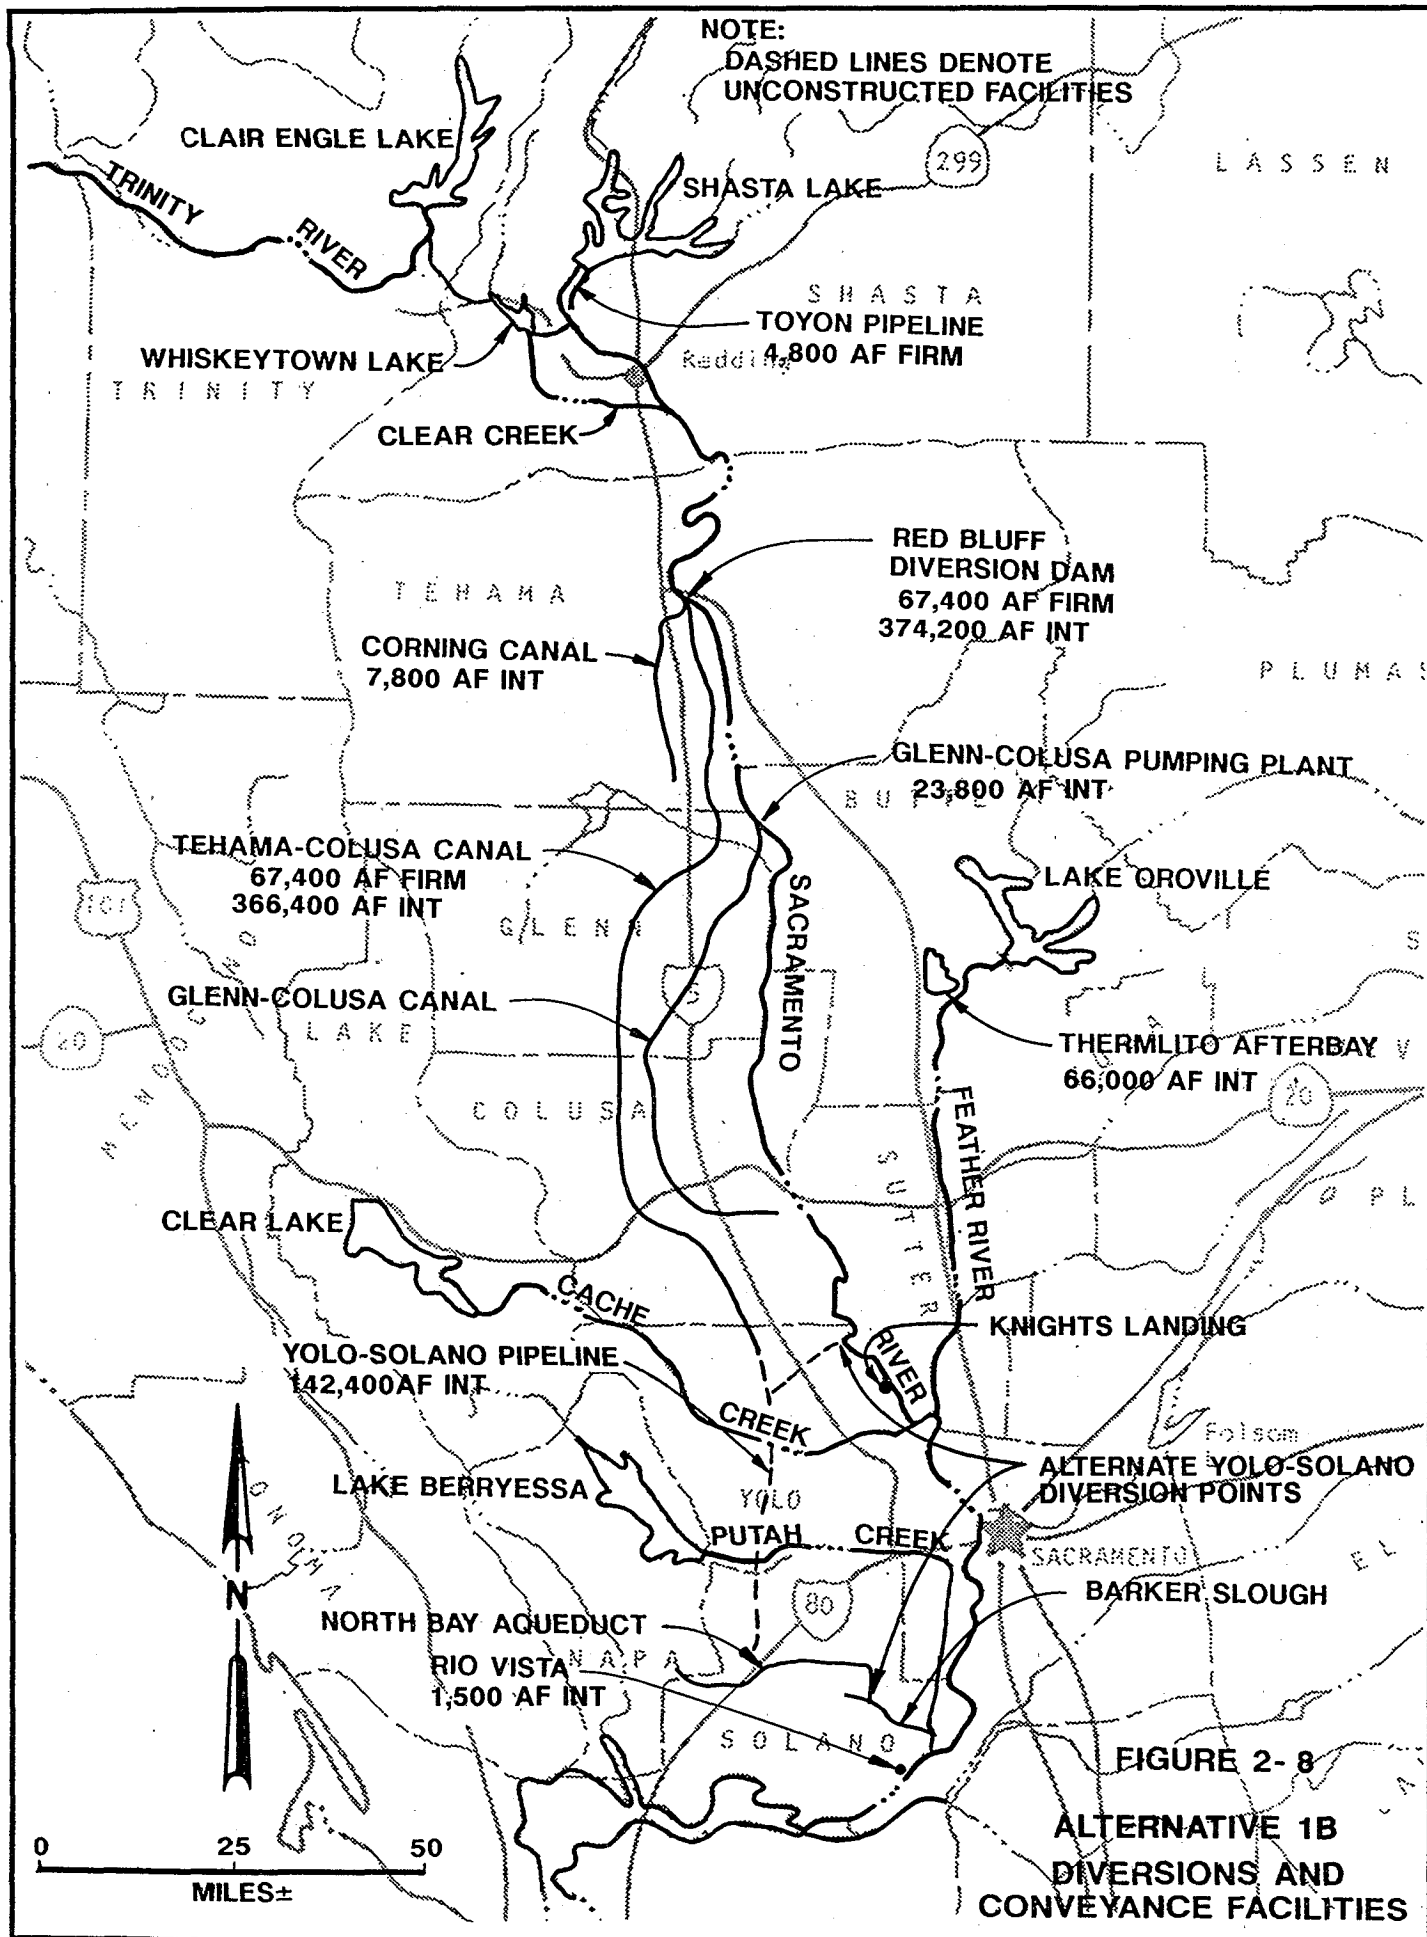 NOTE:
DASHED LINES DENOTE
UNCONSTRUCTED FACILITIES
CLAIR ENGLE LAKE
299
LASSEN
TRINITY
RIVER
SHASTA LAKE
SHASTA
TOYON PIPELINE
4,800 AF FIRM
Redding
WHISKEYTOWN LAKE
TRINITY
CLEAR CREEK
RED BLUFF
DIVERSION DAM
67,400 AF FIRM
374,200 AF INT
TEHAMA
CORNING CANAL
7,800 AF INT
PLUMAS
GLENN-COLUSA PUMPING PLANT
23,800 AF INT
BUTTE
TEHAMA-COLUSA CANAL
67,400 AF FIRM
366,400 AF INT
LAKE OROVILLE
101
GLENN
SACRAMENTO
S
GLENN-COLUSA CANAL
5
MENDOCINO
LAKE
20
THERMLITO AFTERBAY
66,000 AF INT
20
COLUSA
FEATHER RIVER
SUTTER
PL
CLEAR LAKE
CACHE
KNIGHTS LANDING
RIVER
YOLO-SOLANO PIPELINE
142,400AF INT
CREEK
Folsom
ALTERNATE YOLO-SOLANO
DIVERSION POINTS
LAKE BERRYESSA
YOLO
PUTAH CREEK
SACRAMENTO
EL
SONOMA
N
80
BARKER SLOUGH
NORTH BAY AQUEDUCT
NAPA
RIO VISTA
1,500 AF INT
SOLANO
FIGURE 2-8
ALTERNATIVE 1B
DIVERSIONS AND
CONVEYANCE FACILITIES
0 25 50
MILES±